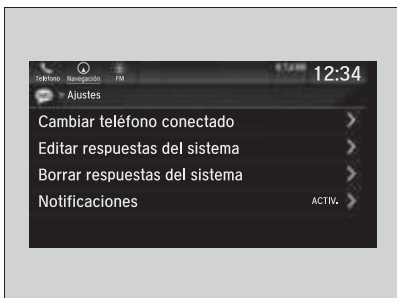 Teléfono Navegación FM 12:34
Ajustes
Cambiar teléfono conectado
Editar respuestas del sistema
Borrar respuestas del sistema
Notificaciones ACTIV.